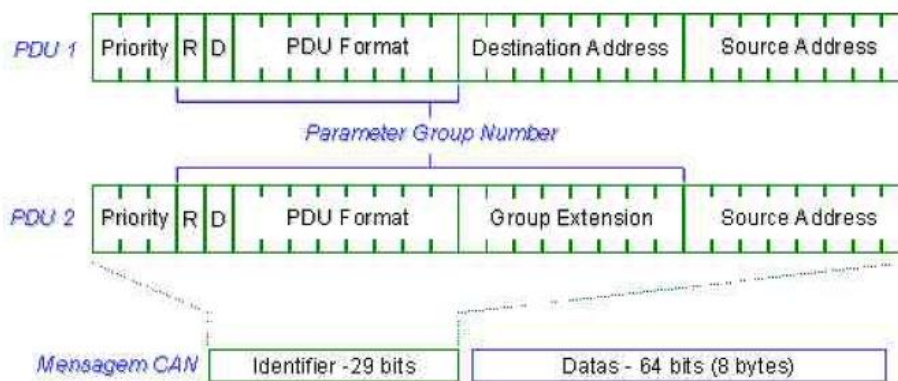 PDU 1 Priority R D PDU Format Destination Address Source Address
Parameter Group Number
PDU 2 Priority R D PDU Format Group Extension Source Address
Mensagem CAN Identifier -29 bits Datas - 64 bits (8 bytes)